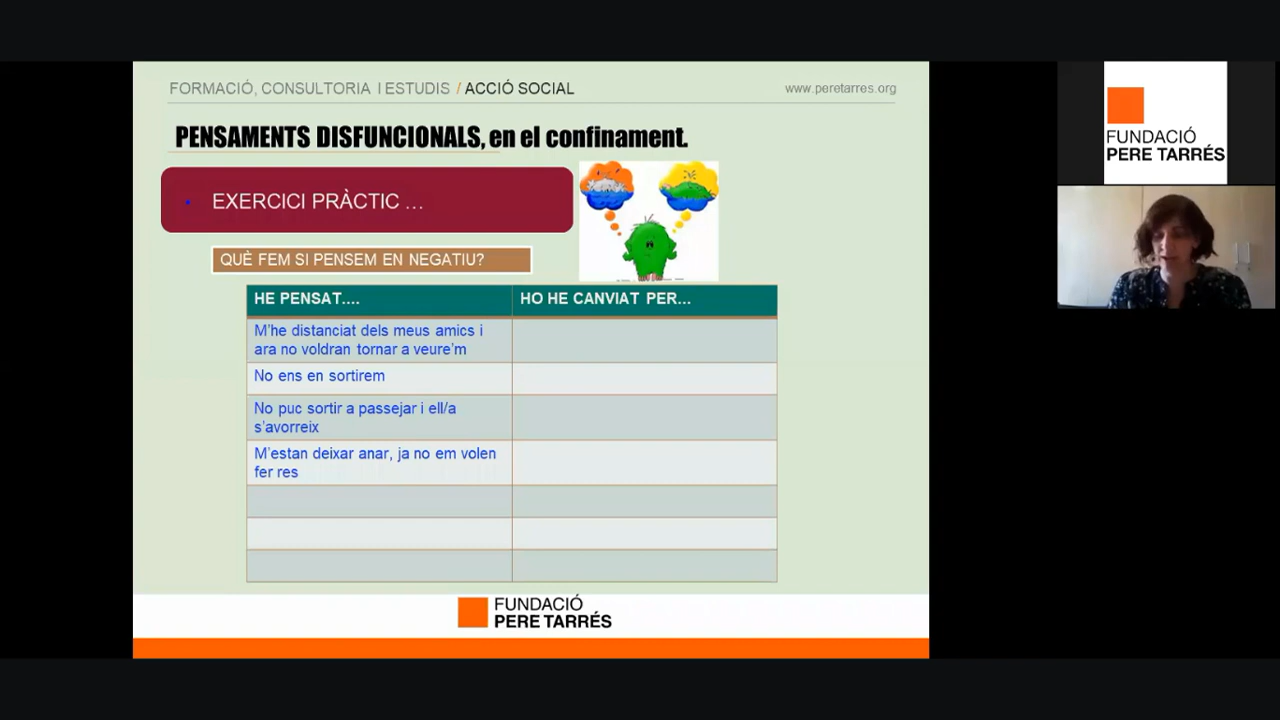 FORMACIÓ, CONSULTORIA I ESTUDIS / ACCIÓ SOCIAL
www.peretarres.org
PENSAMENTS DISFUNCIONALS, en el confinament.
• EXERCICI PRÀCTIC …
QUÈ FEM SI PENSEM EN NEGATIU?
HE PENSAT….
HO HE CANVIAT PER…
M'he distanciat dels meus amics i
ara no voldran tornar a veure'm
No ens en sortirem
No puc sortir a passejar i ell/a
s'avorreix
M'estan deixar anar, ja no em volen
fer res
FUNDACIÓ
PERE TARRÉS
FUNDACIÓ
PERE TARRÉS